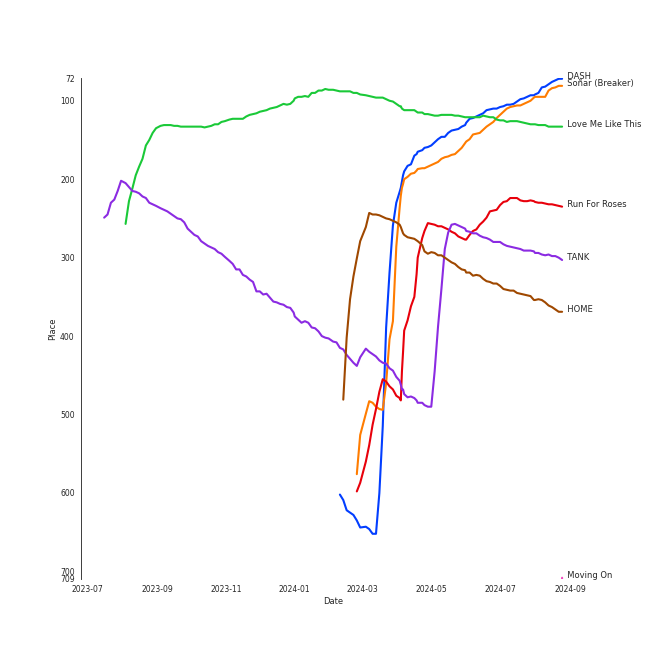 72
100
200
300
400
500
600
700
709
Place
DASH
Sonar (Breaker)
Love Me Like This
Run For Roses
TANK
HOME
Moving On
2023-07
2023-09
2023-11
2024-01
2024-03
2024-05
2024-07
2024-09
Date